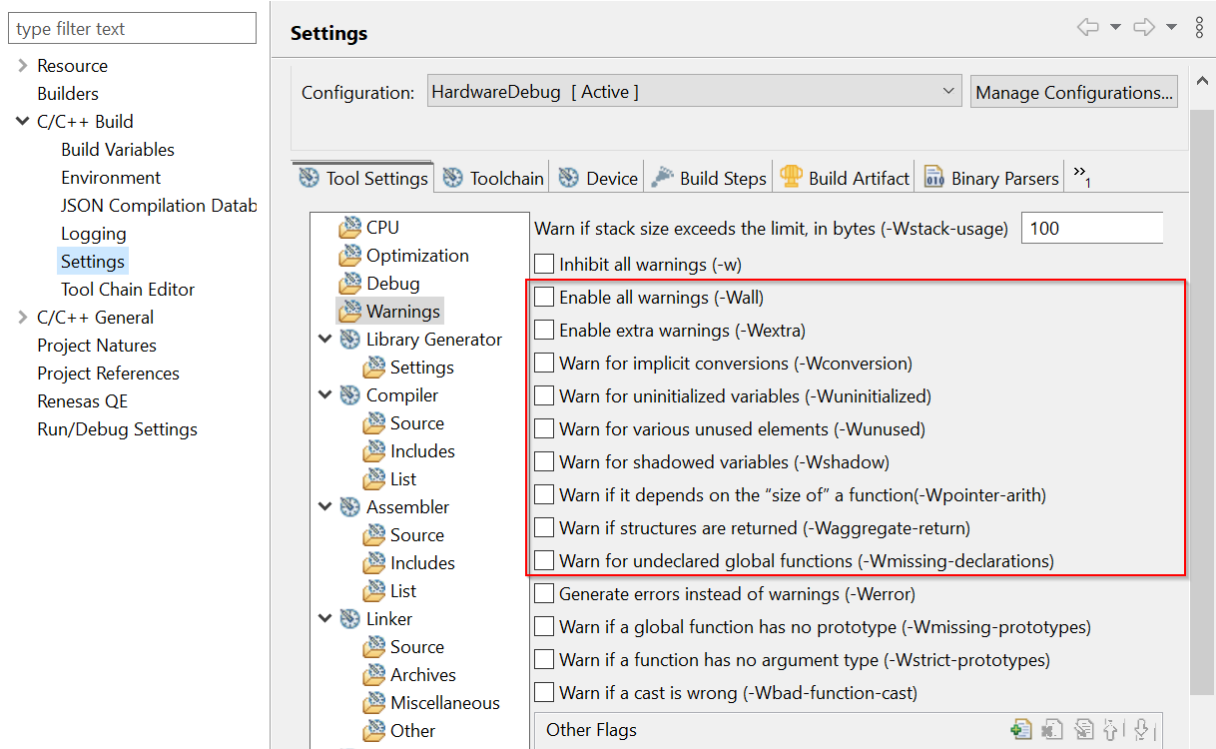 type filter text
Resource
Builders
C/C++ Build
Build Variables
Environment
JSON Compilation Datab
Logging
Settings
Tool Chain Editor
C/C++ General
Project Natures
Project References
Renesas QE
Run/Debug Settings
Settings
Configuration: HardwareDebug [ Active ] Manage Configurations...
Tool Settings Toolchain Device Build Steps Build Artifact Binary Parsers »1
CPU
Optimization
Debug
Warnings
Library Generator
Settings
Compiler
Source
Includes
List
Assembler
Source
Includes
List
Linker
Source
Archives
Miscellaneous
Other
Warn if stack size exceeds the limit, in bytes (-Wstack-usage) 100
Inhibit all warnings (-w)
Enable all warnings (-Wall)
Enable extra warnings (-Wextra)
Warn for implicit conversions (-Wconversion)
Warn for uninitialized variables (-Wuninitialized)
Warn for various unused elements (-Wunused)
Warn for shadowed variables (-Wshadow)
Warn if it depends on the “size of” a function(-Wpointer-arith)
Warn if structures are returned (-Waggregate-return)
Warn for undeclared global functions (-Wmissing-declarations)
Generate errors instead of warnings (-Werror)
Warn if a global function has no prototype (-Wmissing-prototypes)
Warn if a function has no argument type (-Wstrict-prototypes)
Warn if a cast is wrong (-Wbad-function-cast)
Other Flags